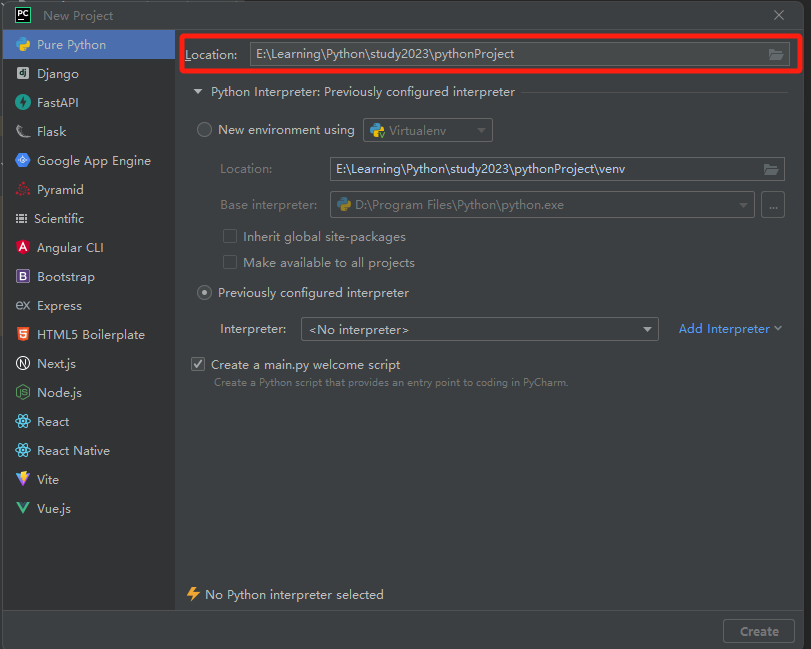 PC New Project
Pure Python
Django
FastAPI
Flask
Google App Engine
Pyramid
Scientific
Angular CLI
Bootstrap
Express
HTML5 Boilerplate
Next.js
Node.js
React
React Native
Vite
Vue.js
Location: E:\Learning\Python\study2023\pythonProject
Python Interpreter: Previously configured interpreter
New environment using Virtualenv
Location: E:\Learning\Python\study2023\pythonProject\venv
Base interpreter: D:\Program Files\Python\python.exe ...
Inherit global site-packages
Make available to all projects
Previously configured interpreter
Interpreter: <No interpreter> Add Interpreter
Create a main.py welcome script
Create a Python script that provides an entry point to coding in PyCharm.
No Python interpreter selected
Create